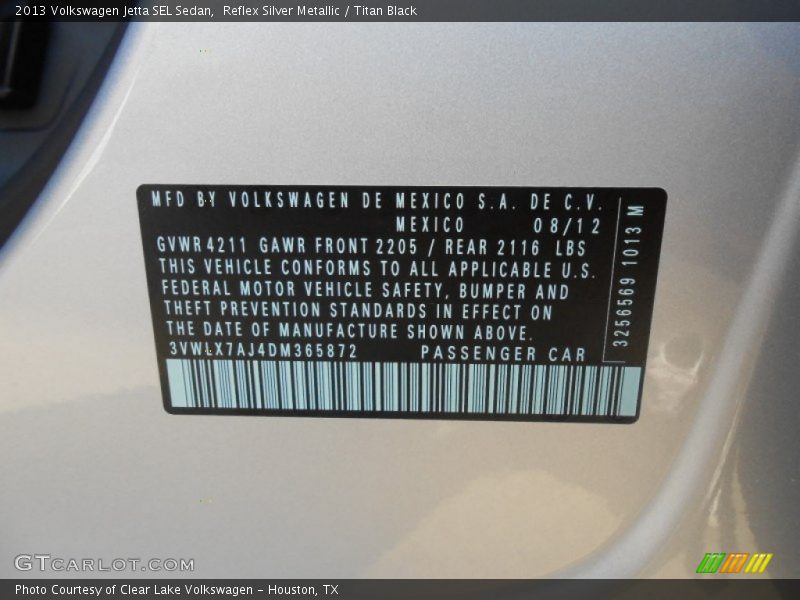 2013 Volkswagen Jetta SEL Sedan,  Reflex Silver Metallic / Titan Black
MFD BY VOLKSWAGEN DE MEXICO S.A. DE C.V.
MEXICO 08/12
GVWR 4211 GAWR FRONT 2205 / REAR 2116 LBS
THIS VEHICLE CONFORMS TO ALL APPLICABLE U.S.
FEDERAL MOTOR VEHICLE SAFETY, BUMPER AND
THEFT PREVENTION STANDARDS IN EFFECT ON
THE DATE OF MANUFACTURE SHOWN ABOVE.
3VWLX7AJ4DM365872 PASSENGER CAR
3256569 1013 M
GTCARLOT.COM
Photo Courtesy of Clear Lake Volkswagen – Houston, TX